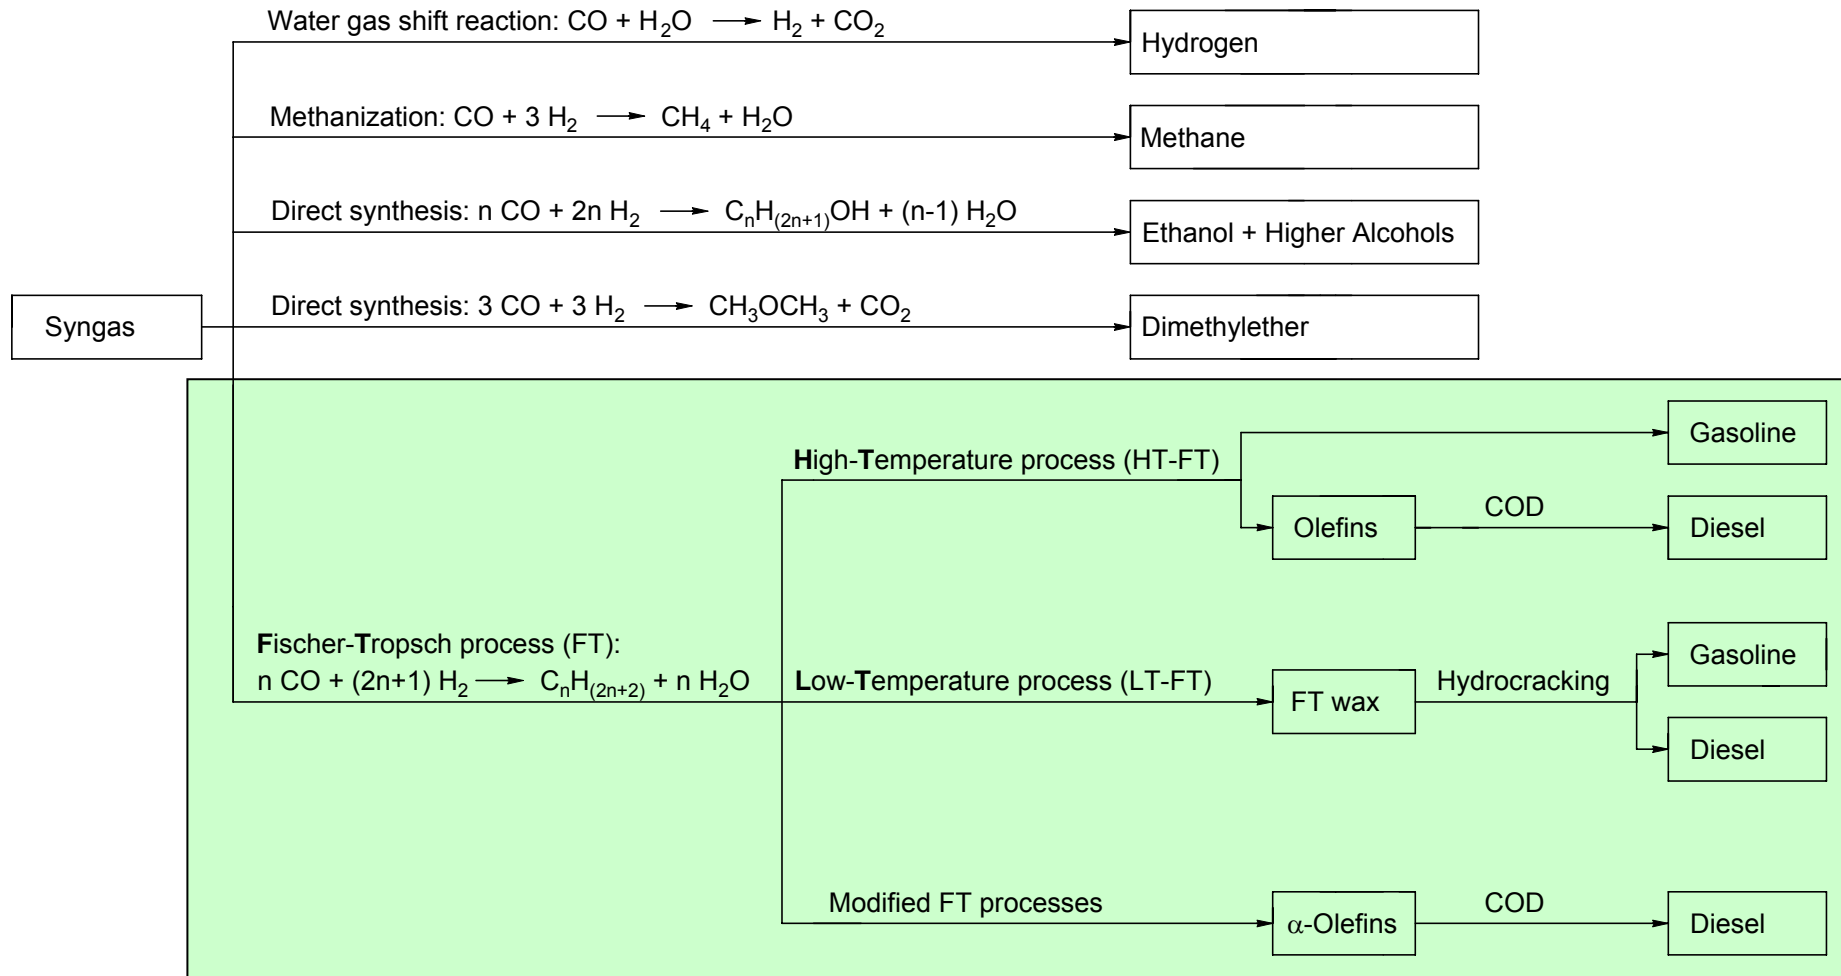 Water gas shift reaction: CO + H₂O ⟶ H₂ + CO₂
Hydrogen
Methanization: CO + 3 H₂ ⟶ CH₄ + H₂O
Methane
Direct synthesis: n CO + 2n H₂ ⟶ CₙH₍₂ₙ₊₁₎OH + (n-1) H₂O
Ethanol + Higher Alcohols
Syngas
Direct synthesis: 3 CO + 3 H₂ ⟶ CH₃OCH₃ + CO₂
Dimethylether
High-Temperature process (HT-FT)
Gasoline
Olefins
COD
Diesel
Fischer-Tropsch process (FT):
n CO + (2n+1) H₂ ⟶ CₙH₍₂ₙ₊₂₎ + n H₂O
Low-Temperature process (LT-FT)
FT wax
Hydrocracking
Gasoline
Diesel
Modified FT processes
α-Olefins
COD
Diesel